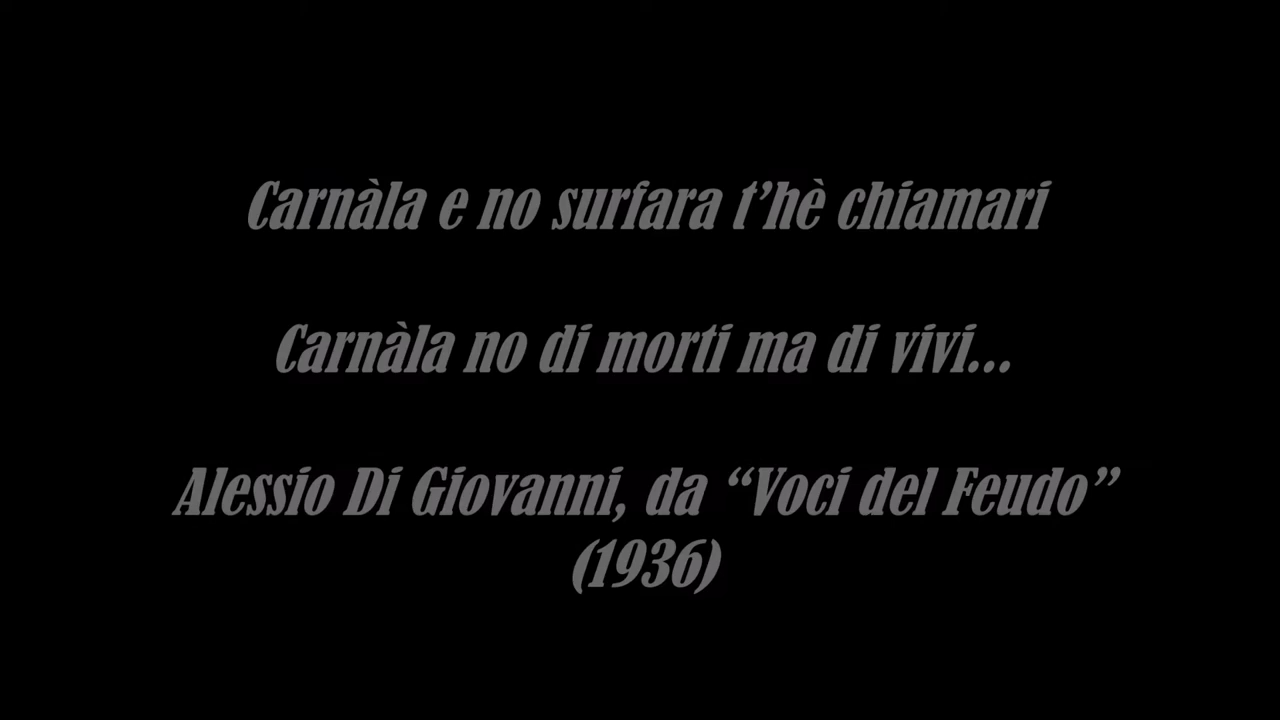 Carnàla e no surfara t’hè chiamari
Carnàla no di morti ma di vivi...
Alessio Di Giovanni, da “Voci del Feudo”
(1936)